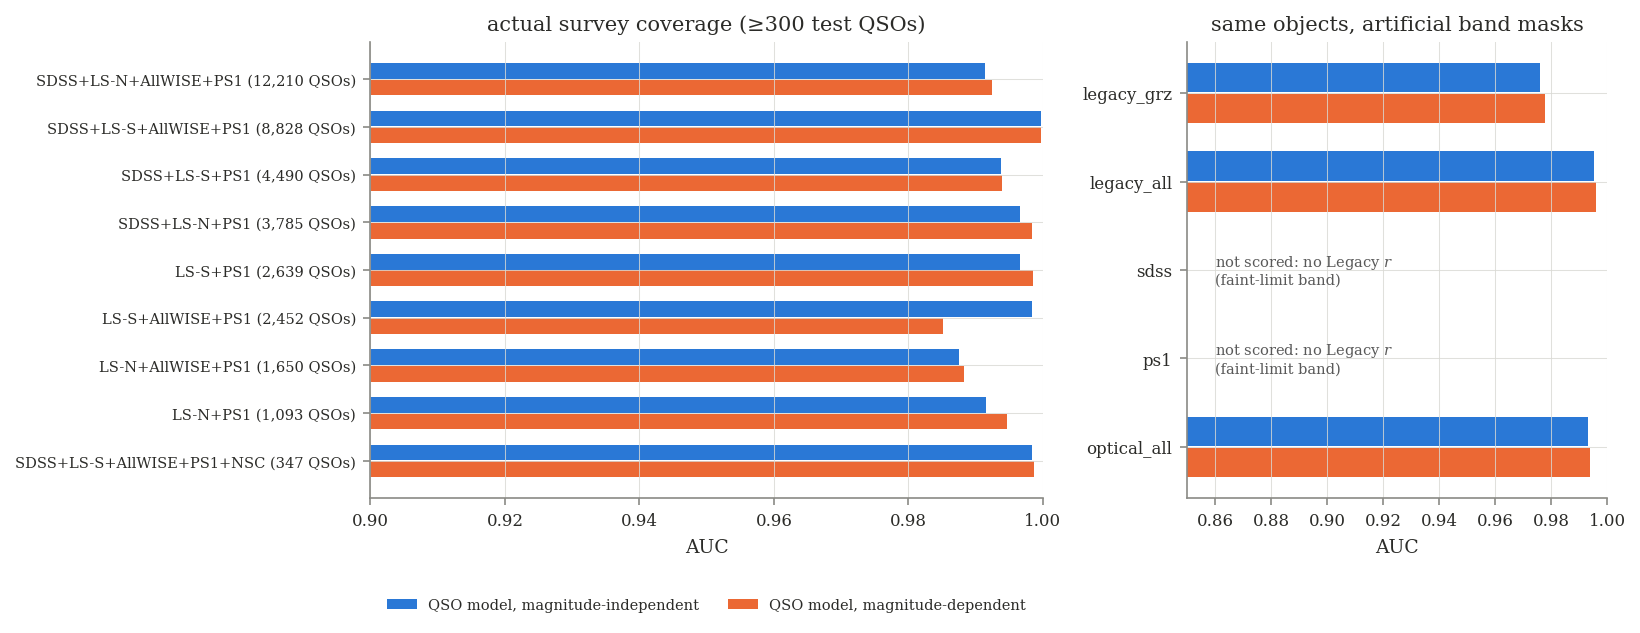 actual survey coverage (≥300 test QSOs)
SDSS+LS-N+AllWISE+PS1 (12,210 QSOs)
SDSS+LS-S+AllWISE+PS1 (8,828 QSOs)
SDSS+LS-S+PS1 (4,490 QSOs)
SDSS+LS-N+PS1 (3,785 QSOs)
LS-S+PS1 (2,639 QSOs)
LS-S+AllWISE+PS1 (2,452 QSOs)
LS-N+AllWISE+PS1 (1,650 QSOs)
LS-N+PS1 (1,093 QSOs)
SDSS+LS-S+AllWISE+PS1+NSC (347 QSOs)
0.90 0.92 0.94 0.96 0.98 1.00
AUC
same objects, artificial band masks
legacy_grz
legacy_all
sdss
not scored: no Legacy r
(faint-limit band)
ps1
not scored: no Legacy r
(faint-limit band)
optical_all
0.86 0.88 0.90 0.92 0.94 0.96 0.98 1.00
AUC
QSO model, magnitude-independent
QSO model, magnitude-dependent